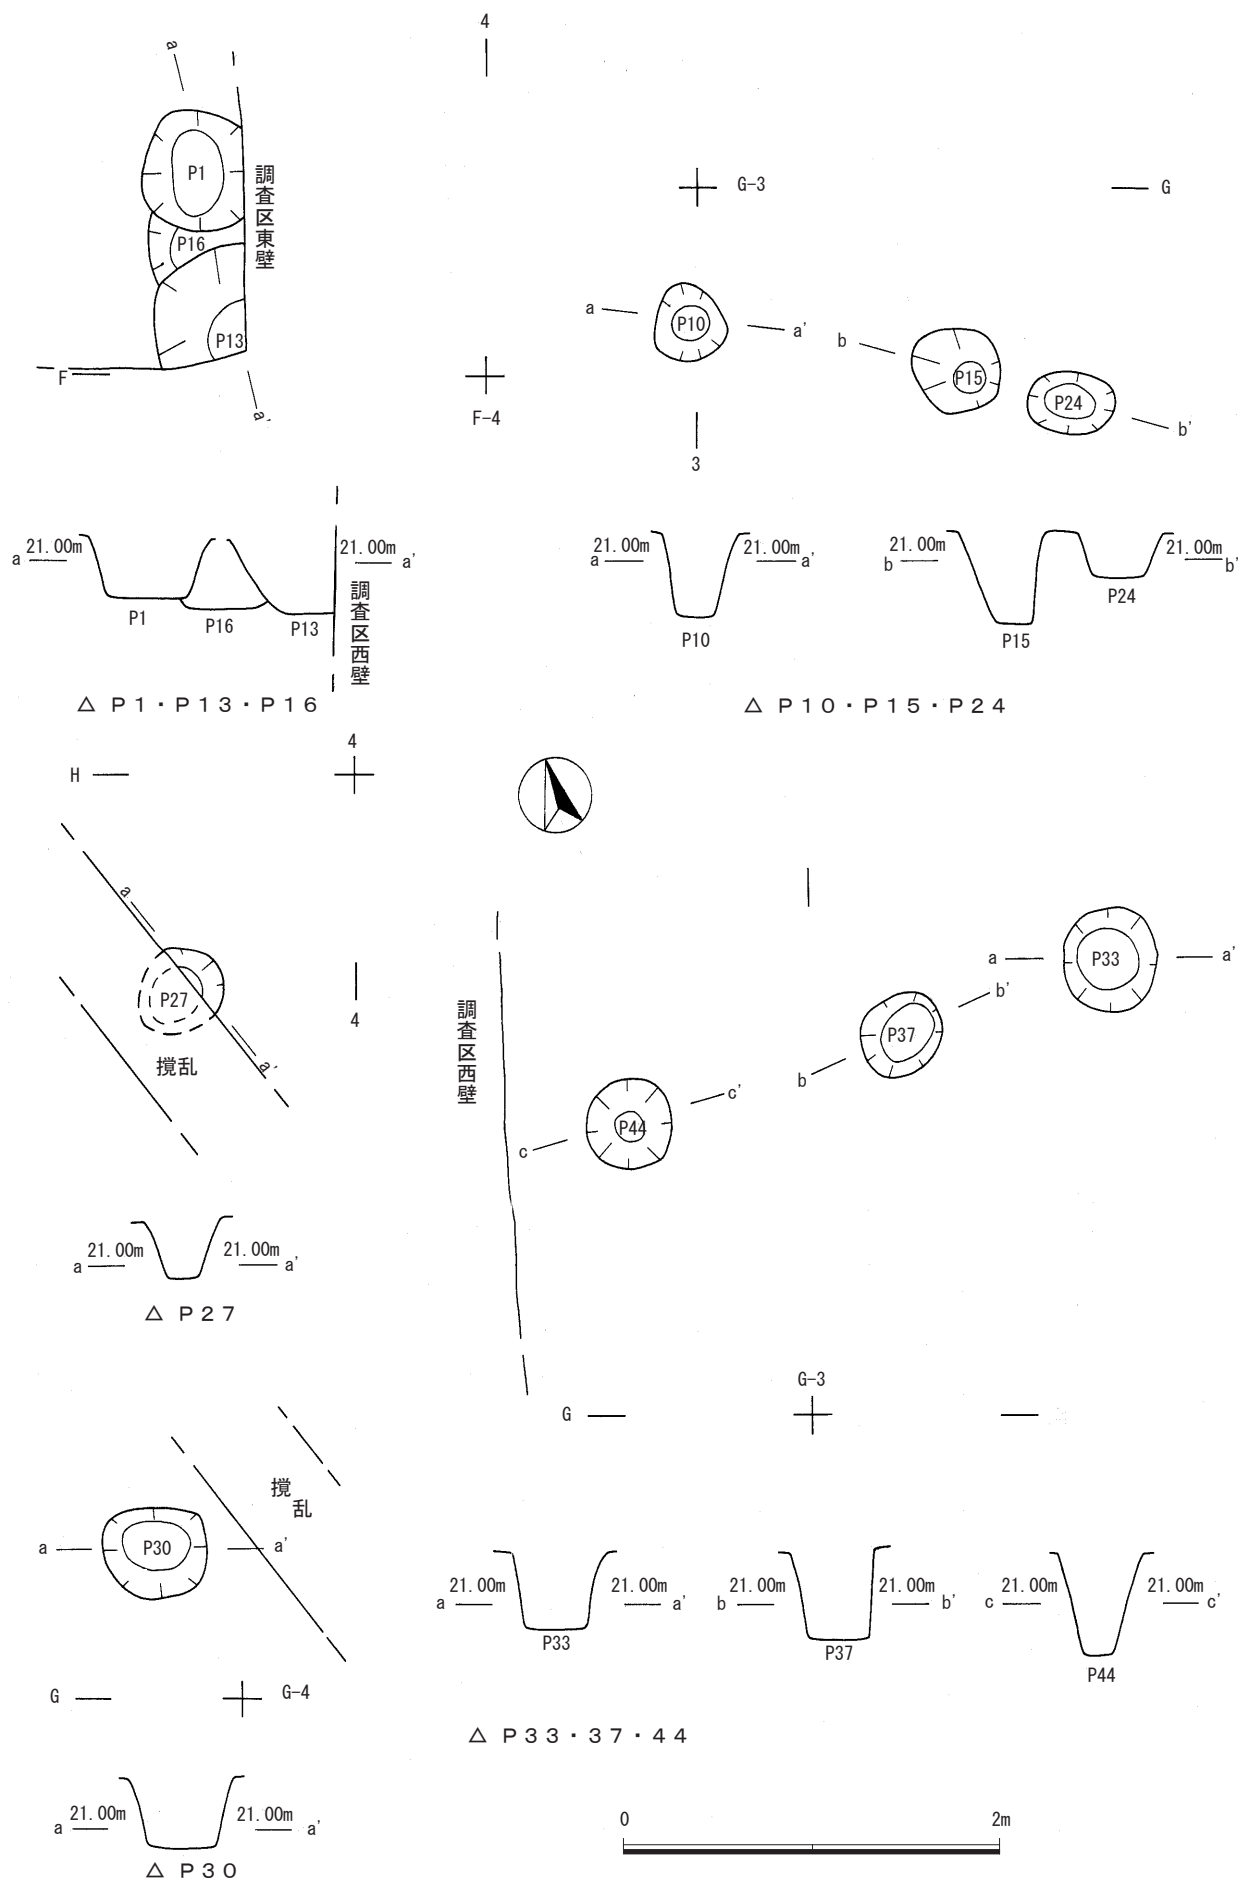 4
a
P1
調査区東壁
P16
P13
F
a'
F-4
G-3
G
a
P10
a'
b
P15
P24
b'
3
a 21.00m
21.00m a'
P1
P16
P13
調査区西壁
△ P1・P13・P16
21.00m
a
21.00m
a'
P10
21.00m
b
21.00m
b'
P15
P24
△ P10・P15・P24
H
4
a
P27
a'
撹乱
4
a 21.00m
21.00m a'
△ P27
調査区西壁
a
P33
a'
b
P37
b'
c
P44
c'
G
G-3
撹乱
a
P30
a'
G
G-4
a 21.00m
21.00m a'
△ P30
a 21.00m
21.00m a'
P33
b 21.00m
21.00m b'
P37
c 21.00m
21.00m c'
P44
△ P33・37・44
0
2m